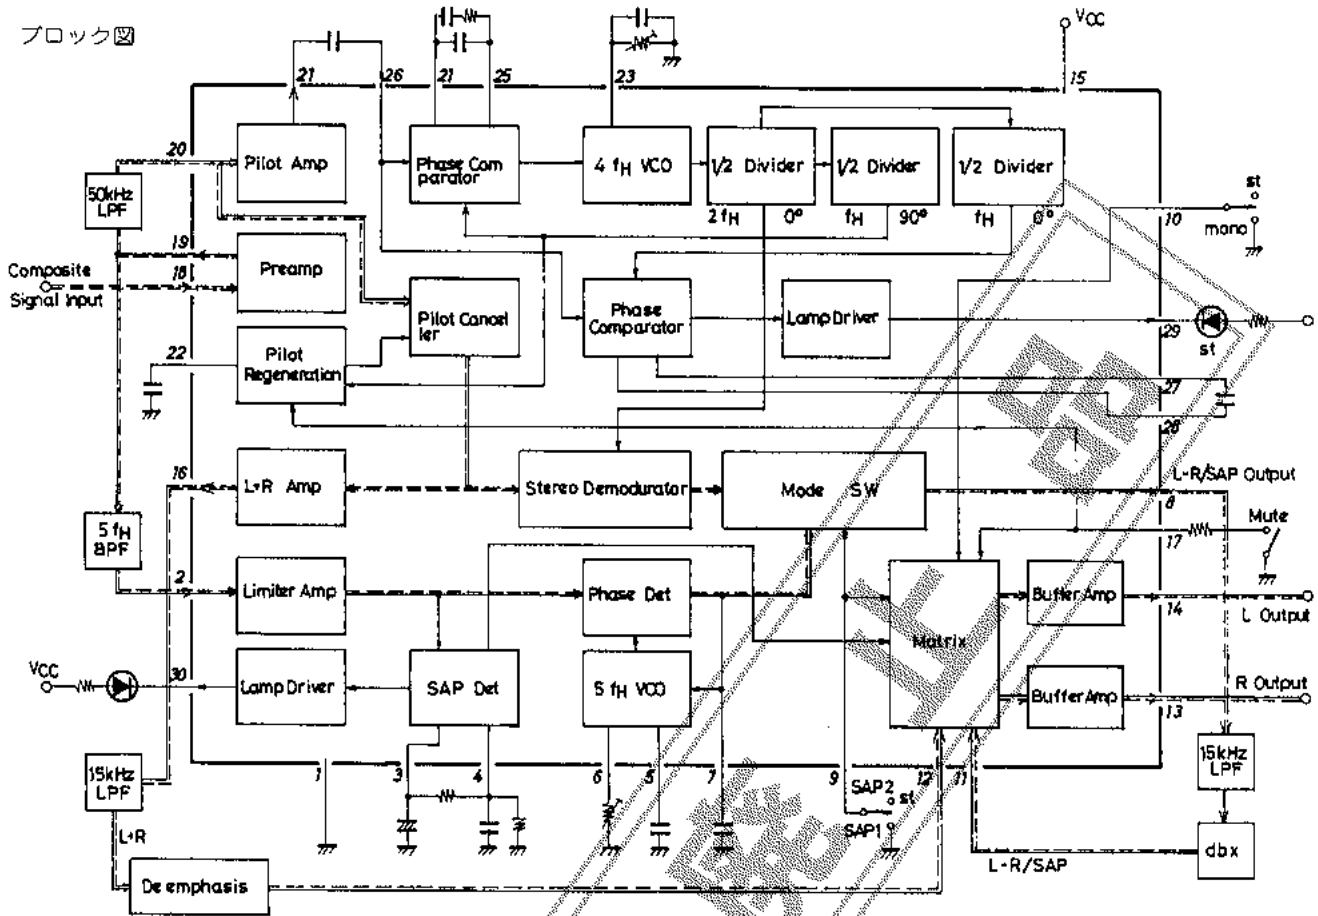 ブロック図
VCC
21
26
21
25
23
15
20
Pilot Amp
Phase Com
parator
4 fH VCO
1/2 Divider
1/2 Divider
1/2 Divider
50kHz
LPF
2 fH
0°
fH
90°
fH
0°
10
st
mono
19
Composite
18
Signal Input
Preamp
Pilot Cancel
ler
Phase
Comparator
Lamp Driver
29
st
22
Pilot
Regeneration
27
28
16
L+R Amp
Stereo Demodurator
Mode SW
L-R/SAP Output
8
Mute
17
5 fH
BPF
2
Limiter Amp
Phase Det
Matrix
Buffer Amp
14
L Output
VCC
30
Lamp Driver
SAP Det
5 fH VCO
Buffer Amp
R Output
13
15kHz
LPF
1
3
4
6
5
7
9
12
11
15kHz
LPF
SAP2
st
SAP1
L+R
L-R/SAP
dbx
De emphasis